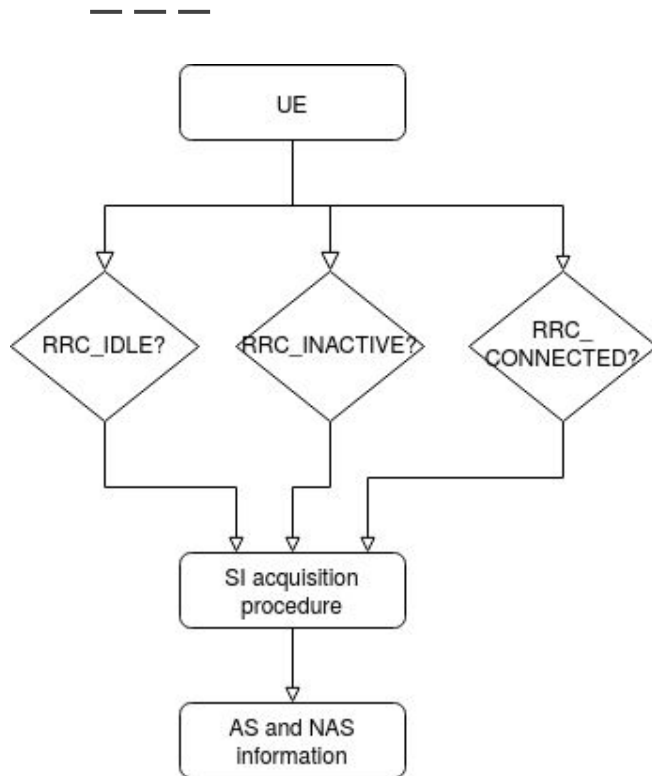 UE
RRC_IDLE?
RRC_INACTIVE?
RRC_
CONNECTED?
SI acquisition
procedure
AS and NAS
information